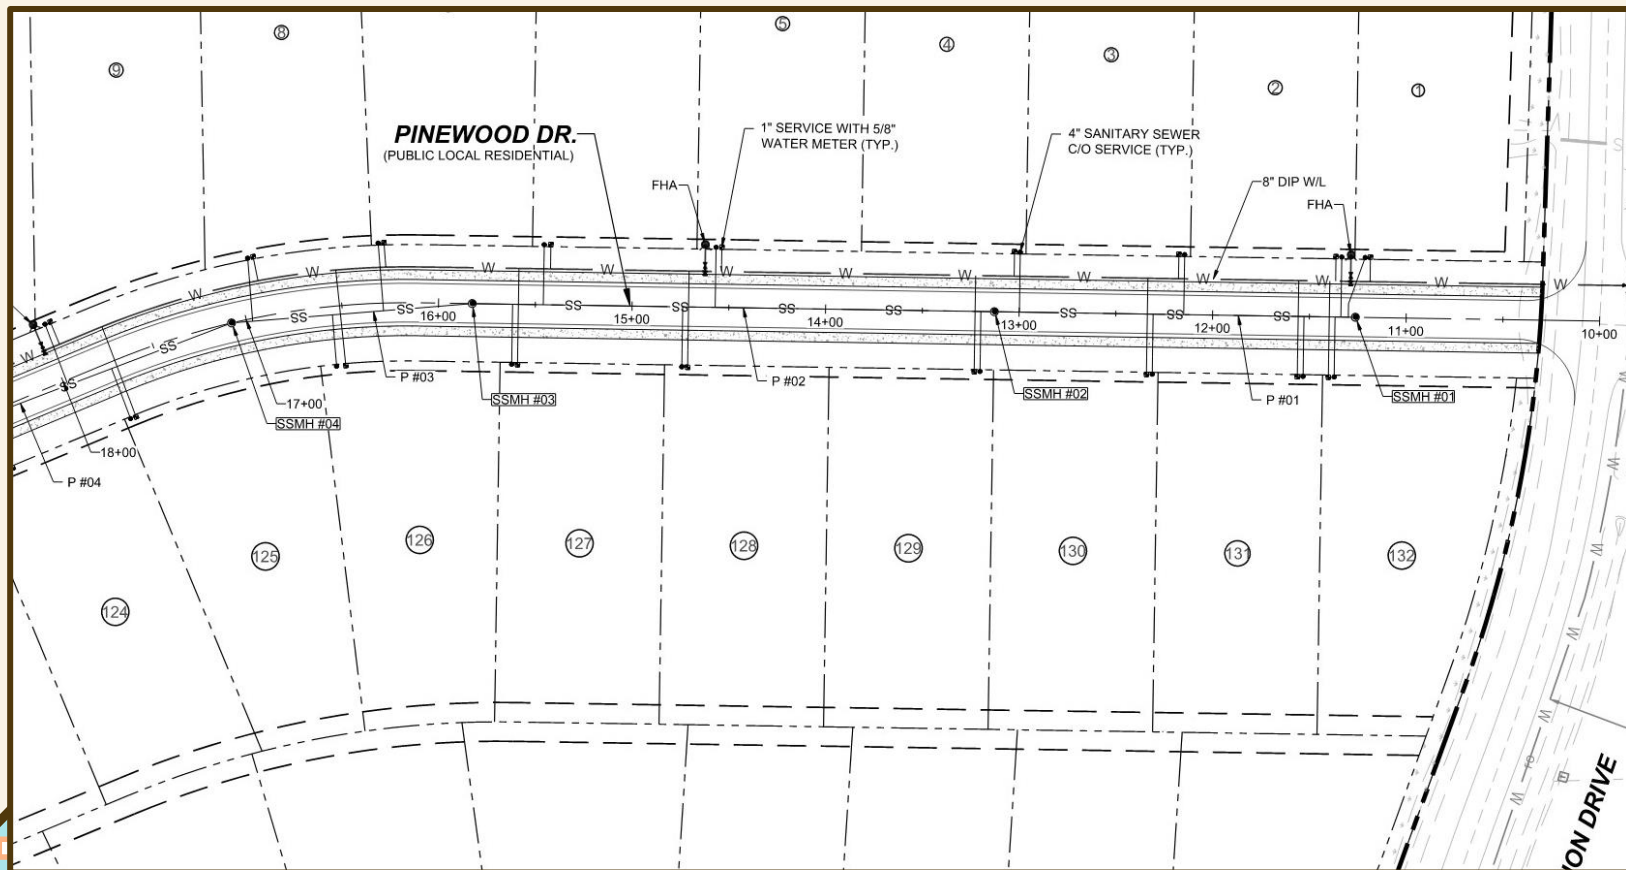 9
8
5
4
3
2
1
PINEWOOD DR.
(PUBLIC LOCAL RESIDENTIAL)
1" SERVICE WITH 5/8"
WATER METER (TYP.)
4" SANITARY SEWER
C/O SERVICE (TYP.)
FHA
8" DIP W/L
FHA
W W W W W W W W W W W W W
SS SS SS SS SS SS SS SS SS SS
18+00
17+00
16+00
15+00
14+00
13+00
12+00
11+00
10+00
P #04
SSMH #04
P #03
SSMH #03
P #02
SSMH #02
P #01
SSMH #01
124
125
126
127
128
129
130
131
132
W
W
W
W
W
W
S
E
ION DRIVE